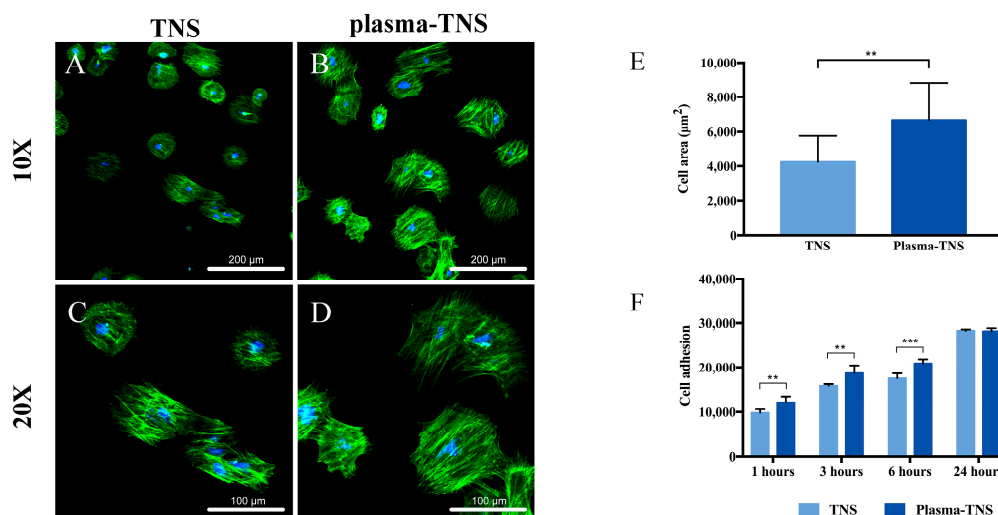 TNS
plasma-TNS
10X
20X
A
B
200 μm
200 μm
C
D
100 μm
100 μm
E
**
10,000
8,000
6,000
4,000
2,000
0
Cell area (μm²)
TNS
Plasma-TNS
F
40,000
30,000
20,000
10,000
0
Cell adhesion
**
**
***
1 hours
3 hours
6 hours
24 hour
TNS
Plasma-TNS